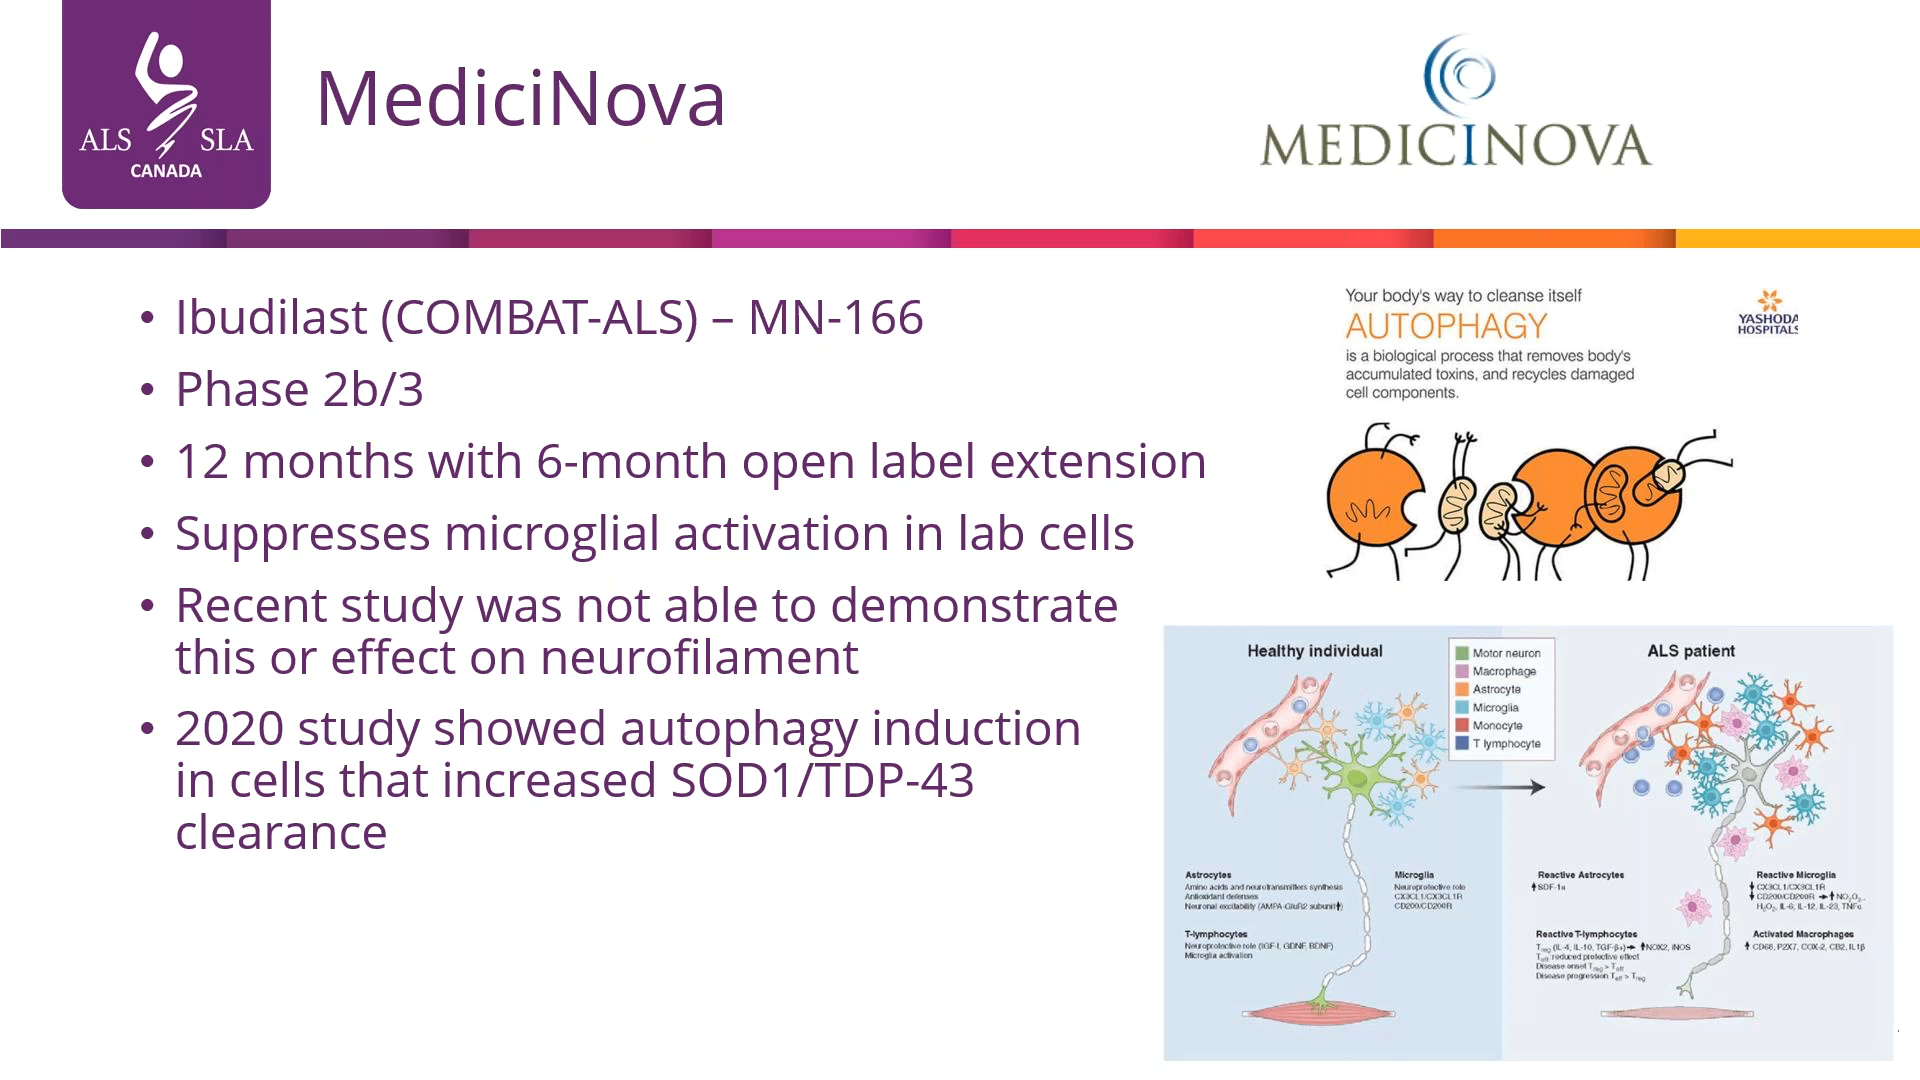 ALS SLA
CANADA
MediciNova
MEDICINOVA
• Ibudilast (COMBAT-ALS) – MN-166
• Phase 2b/3
• 12 months with 6-month open label extension
• Suppresses microglial activation in lab cells
• Recent study was not able to demonstrate
this or effect on neurofilament
• 2020 study showed autophagy induction
in cells that increased SOD1/TDP-43
clearance
Your body's way to cleanse itself
AUTOPHAGY
is a biological process that removes body's
accumulated toxins, and recycles damaged
cell components.
YASHODA
HOSPITALS
Healthy individual
Motor neuron
Macrophage
Astrocyte
Microglia
Monocyte
T lymphocyte
ALS patient
Astrocytes
Amino acids and neurotransmitters synthesis
Antioxidant defenses
Neuronal excitability (AMPA-GluR2 subunit⬆)
Microglia
Neuroprotective role
CX3CL1/CX3CL1R
CD200/CD200R
T-lymphocytes
Neuroprotective role (IGF-I, GDNF, BDNF)
Microglia activation
Reactive Astrocytes
⬆SDF-1α
Reactive Microglia
⬇CX3CL1/CX3CL1R
⬇CD200/CD200R ➡⬆NO₂O₂-,
H₂O₂, IL-6, IL-12, IL-23, TNFα
Reactive T-lymphocytes
Treg (IL-4, IL-10, TGF-β+)➡ ⬆NOX2, iNOS
Teff: reduced protective effect
Disease onset Treg > Teff
Disease progression Teff > Treg
Activated Macrophages
⬆ CD68, P2X7, COX-2, CB2, IL1β